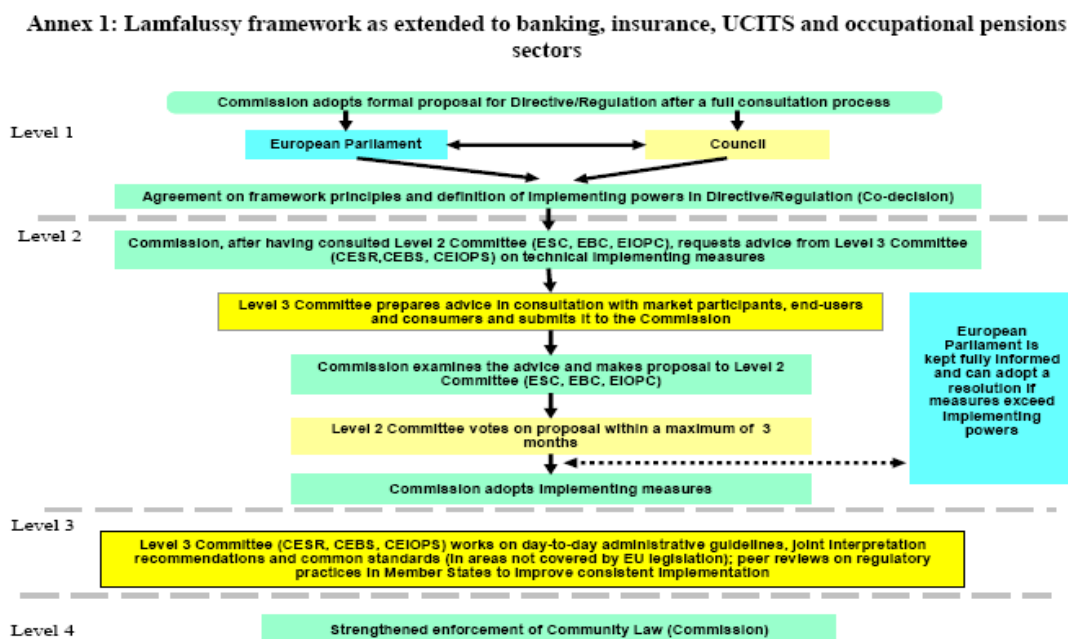 Annex 1: Lamfalussy framework as extended to banking, insurance, UCITS and occupational pensions
sectors
Commission adopts formal proposal for Directive/Regulation after a full consultation process
Level 1
European Parliament
Council
Agreement on framework principles and definition of implementing powers in Directive/Regulation (Co-decision)
Level 2
Commission, after having consulted Level 2 Committee (ESC, EBC, EIOPC), requests advice from Level 3 Committee
(CESR,CEBS, CEIOPS) on technical implementing measures
Level 3 Committee prepares advice in consultation with market participants, end-users
and consumers and submits it to the Commission
European
Parliament is
kept fully informed
and can adopt a
resolution if
measures exceed
implementing
powers
Commission examines the advice and makes proposal to Level 2
Committee (ESC, EBC, EIOPC)
Level 2 Committee votes on proposal within a maximum of 3
months
Commission adopts implementing measures
Level 3
Level 3 Committee (CESR, CEBS, CEIOPS) works on day-to-day administrative guidelines, joint interpretation
recommendations and common standards (in areas not covered by EU legislation); peer reviews on regulatory
practices in Member States to improve consistent implementation
Level 4
Strengthened enforcement of Community Law (Commission)